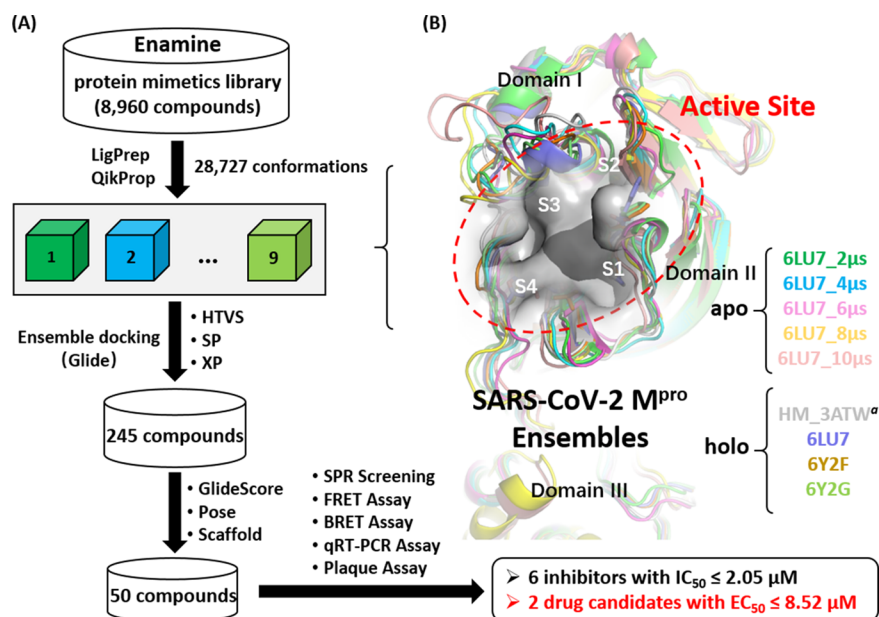 (A)
Enamine
protein mimetics library
(8,960 compounds)
LigPrep
QikProp
28,727 conformations
1
2
...
9
Ensemble docking
(Glide)
• HTVS
• SP
• XP
245 compounds
• GlideScore
• Pose
• Scaffold
50 compounds
• SPR Screening
• FRET Assay
• BRET Assay
• qRT-PCR Assay
• Plaque Assay
(B)
Domain I
Active Site
S2
S3
S1
S4
Domain II
apo
6LU7_2μs
6LU7_4μs
6LU7_6μs
6LU7_8μs
6LU7_10μs
SARS-CoV-2 Mᵖʳᵒ
Ensembles
holo
HM_3ATWᵃ
6LU7
6Y2F
6Y2G
Domain III
➢ 6 inhibitors with IC₅₀ ≤ 2.05 μM
➢ 2 drug candidates with EC₅₀ ≤ 8.52 μM